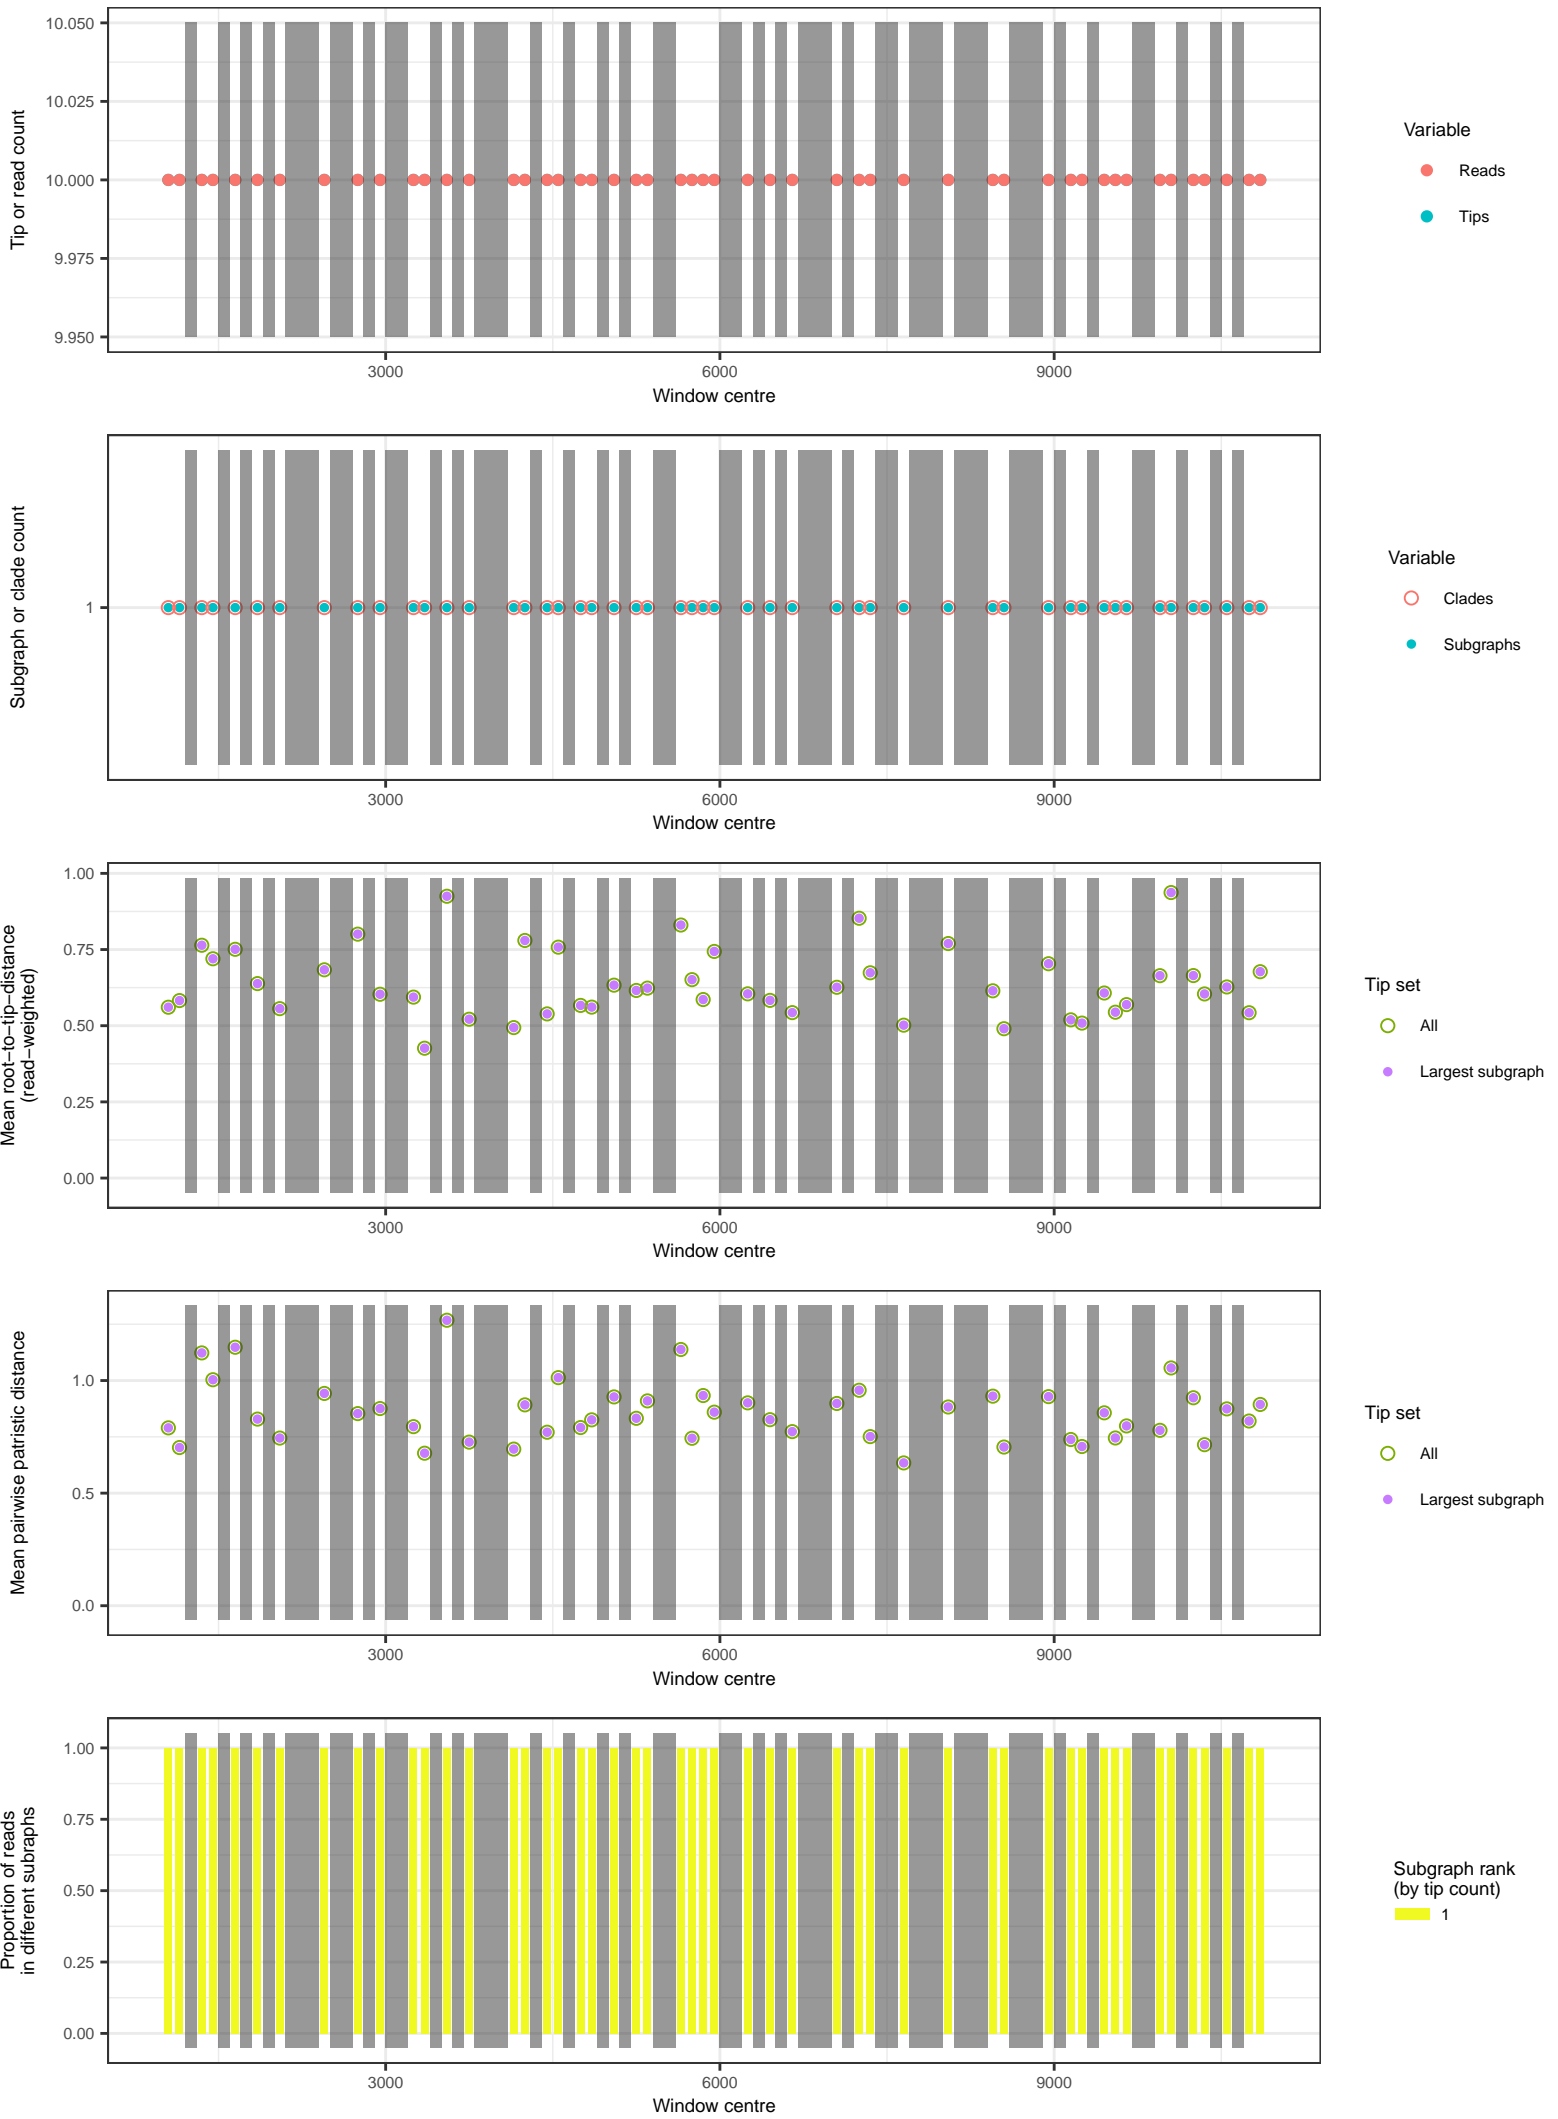 10.050
10.025
10.000
9.975
9.950
Tip or read count
3000 6000 9000
Window centre
Variable
Reads
Tips
1
Subgraph or clade count
3000 6000 9000
Window centre
Variable
Clades
Subgraphs
1.00
0.75
0.50
0.25
0.00
Mean root−to−tip−distance
(read−weighted)
3000 6000 9000
Window centre
Tip set
All
Largest subgraph
1.0
0.5
0.0
Mean pairwise patristic distance
3000 6000 9000
Window centre
Tip set
All
Largest subgraph
1.00
0.75
0.50
0.25
0.00
Proportion of reads
in different subraphs
3000 6000 9000
Window centre
Subgraph rank
(by tip count)
1